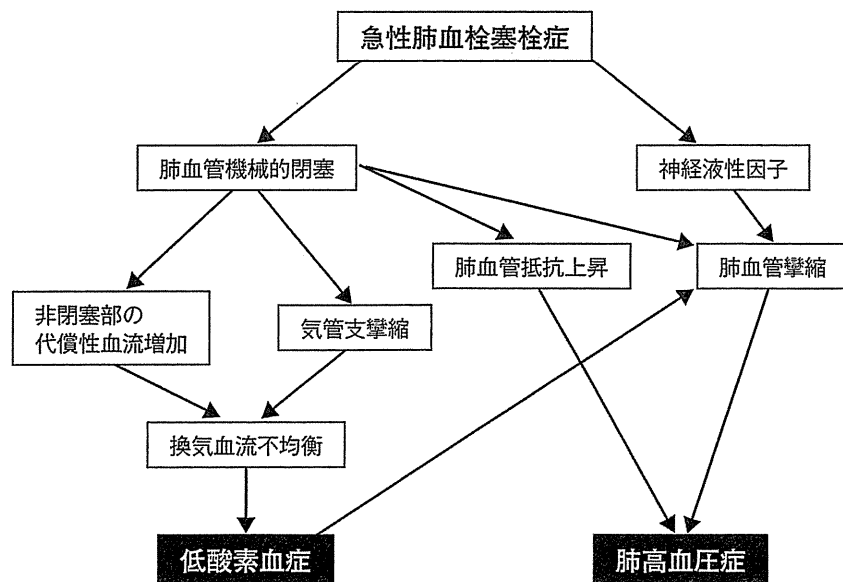 急性肺血栓塞栓症
肺血管機械的閉塞
神経液性因子
肺血管抵抗上昇
肺血管攣縮
非閉塞部の
代償性血流増加
気管支攣縮
換気血流不均衡
低酸素血症
肺高血圧症